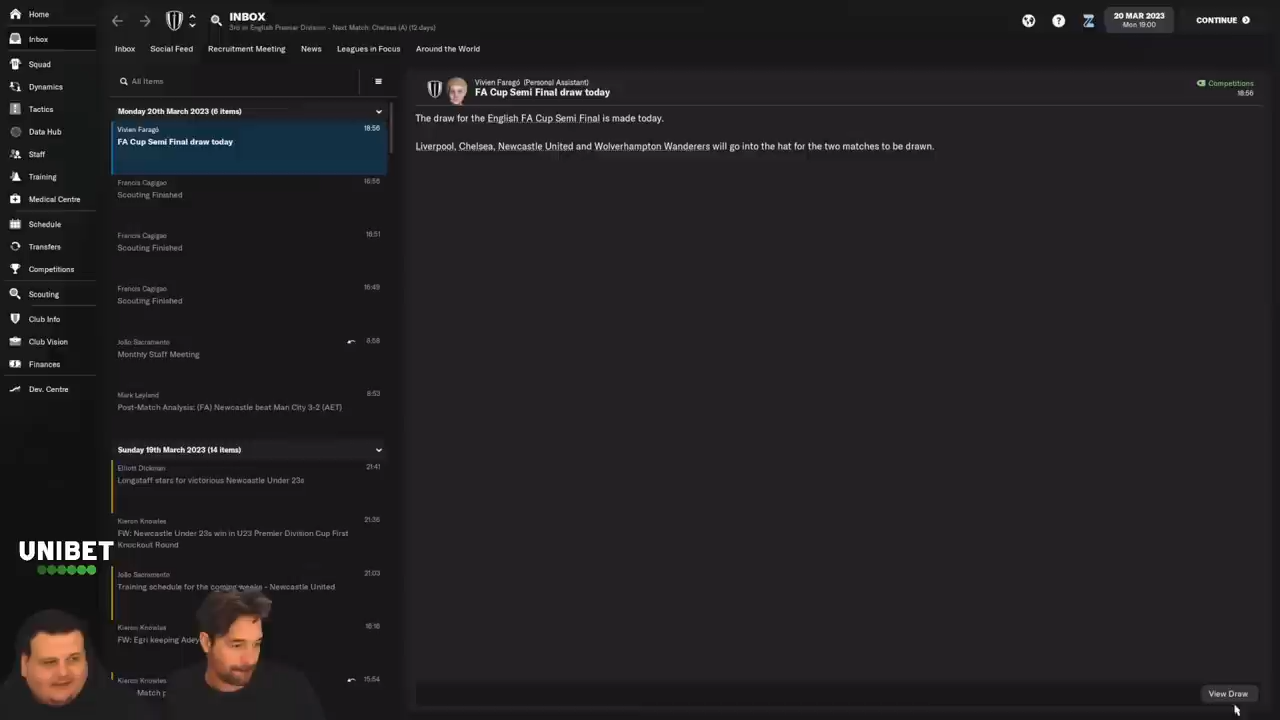 Home
INBOX
3rd in English Premier Division - Next Match: Chelsea (A) (12 days)
20 MAR 2023
Mon 19:00
CONTINUE
Inbox
Squad
Dynamics
Tactics
Data Hub
Staff
Training
Medical Centre
Schedule
Transfers
Competitions
Scouting
Club Info
Club Vision
Finances
Dev. Centre
Inbox Social Feed Recruitment Meeting News Leagues in Focus Around the World
All Items
Monday 20th March 2023 (6 items)
Vivien Faragó 18:56
FA Cup Semi Final draw today
Francis Cagigao 16:56
Scouting Finished
Francis Cagigao 16:51
Scouting Finished
Francis Cagigao 16:49
Scouting Finished
João Sacramento 8:58
Monthly Staff Meeting
Mark Leyland 8:53
Post-Match Analysis: (FA) Newcastle beat Man City 3-2 (AET)
Sunday 19th March 2023 (14 items)
Elliott Dickman 21:41
Longstaff stars for victorious Newcastle Under 23s
Kieron Knowles 21:36
FW: Newcastle Under 23s win in U23 Premier Division Cup First
Knockout Round
João Sacramento 21:03
Training schedule for the coming weeks - Newcastle United
Kieron Knowles 16:16
FW: Egri keeping Adey
Kieron Knowles 15:54
Match
Vivien Faragó (Personal Assistant)
FA Cup Semi Final draw today
Competitions
18:56
The draw for the English FA Cup Semi Final is made today.
Liverpool, Chelsea, Newcastle United and Wolverhampton Wanderers will go into the hat for the two matches to be drawn.
View Draw
UNIBET